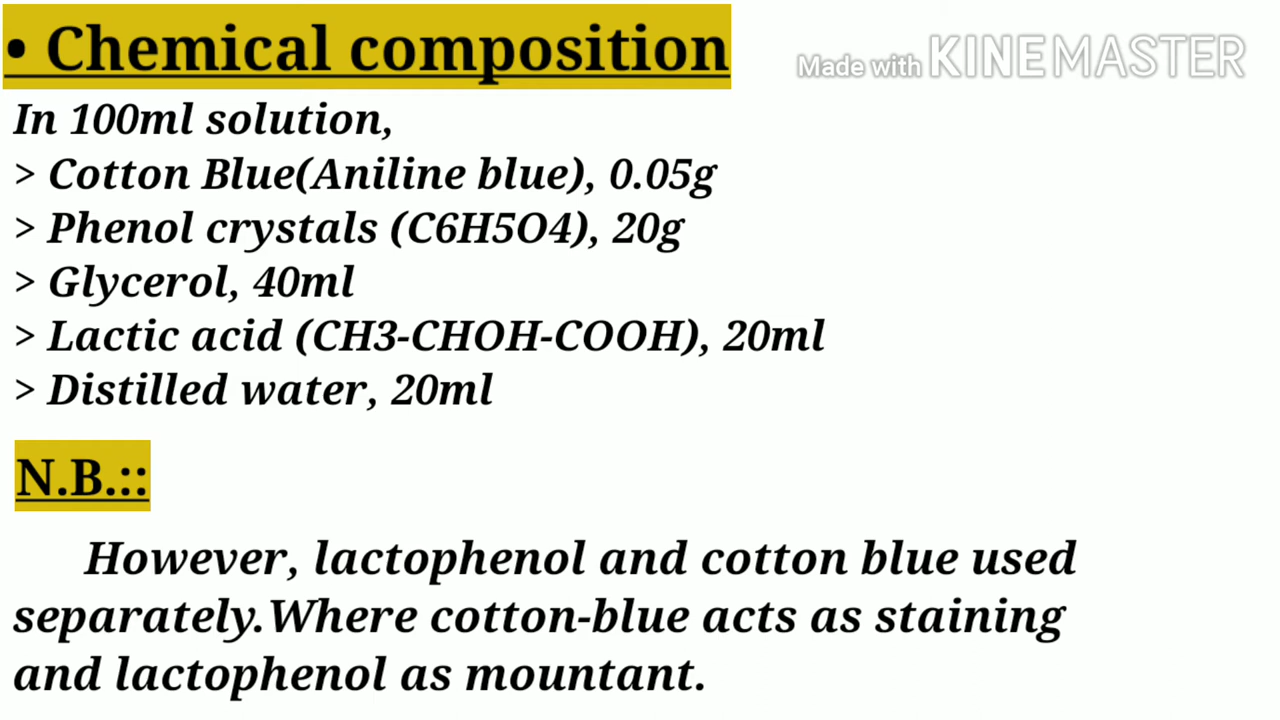 • Chemical composition
Made with KINEMASTER
In 100ml solution,
> Cotton Blue(Aniline blue), 0.05g
> Phenol crystals (C6H5O4), 20g
> Glycerol, 40ml
> Lactic acid (CH3-CHOH-COOH), 20ml
> Distilled water, 20ml
N.B.::
However, lactophenol and cotton blue used
separately.Where cotton-blue acts as staining
and lactophenol as mountant.